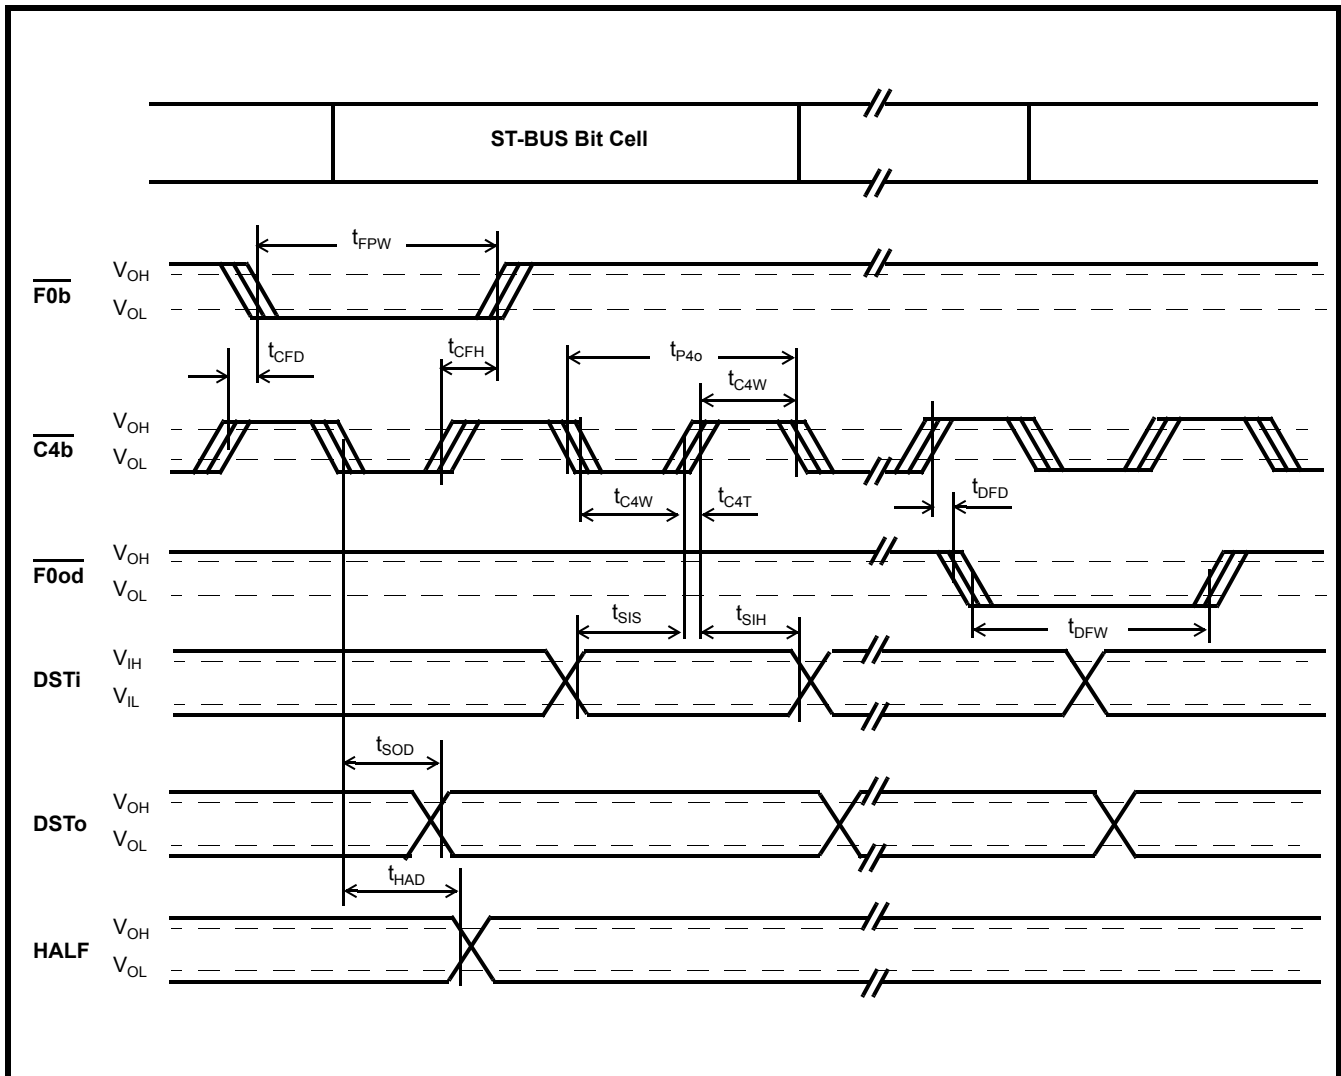 ST-BUS Bit Cell
tFPW
F0b
VOH
VOL
tCFD
tCFH
tP4o
tC4W
C4b
VOH
VOL
tC4W
tC4T
tDFD
F0od
VOH
VOL
tSIS
tSIH
tDFW
DSTi
VIH
VIL
tSOD
DSTo
VOH
VOL
tHAD
HALF
VOH
VOL